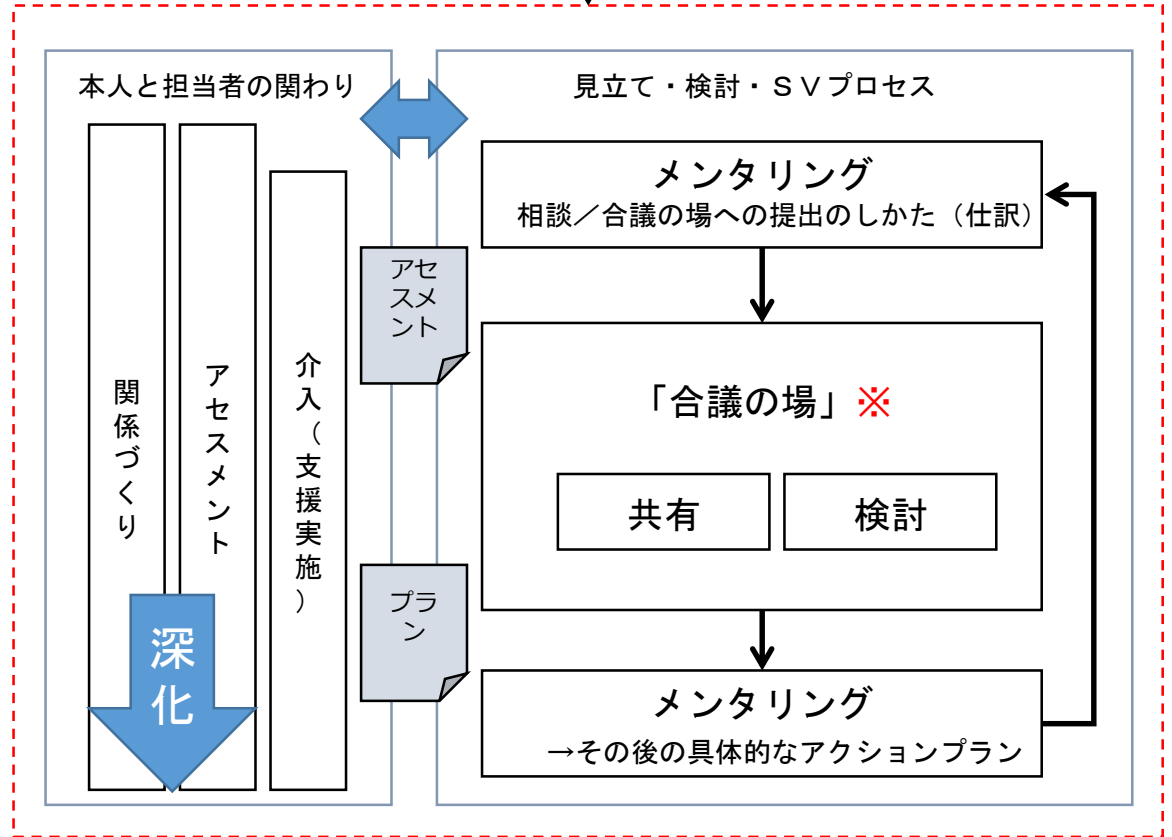 本人と担当者の関わり
関係づくり
アセスメント
介入（支援実施）
深
化
アセ
スメ
ント
プラ
ン
見立て・検討・ＳＶプロセス
メンタリング
相談／合議の場への提出のしかた（仕訳）
「合議の場」※
共有
検討
メンタリング
→その後の具体的なアクションプラン